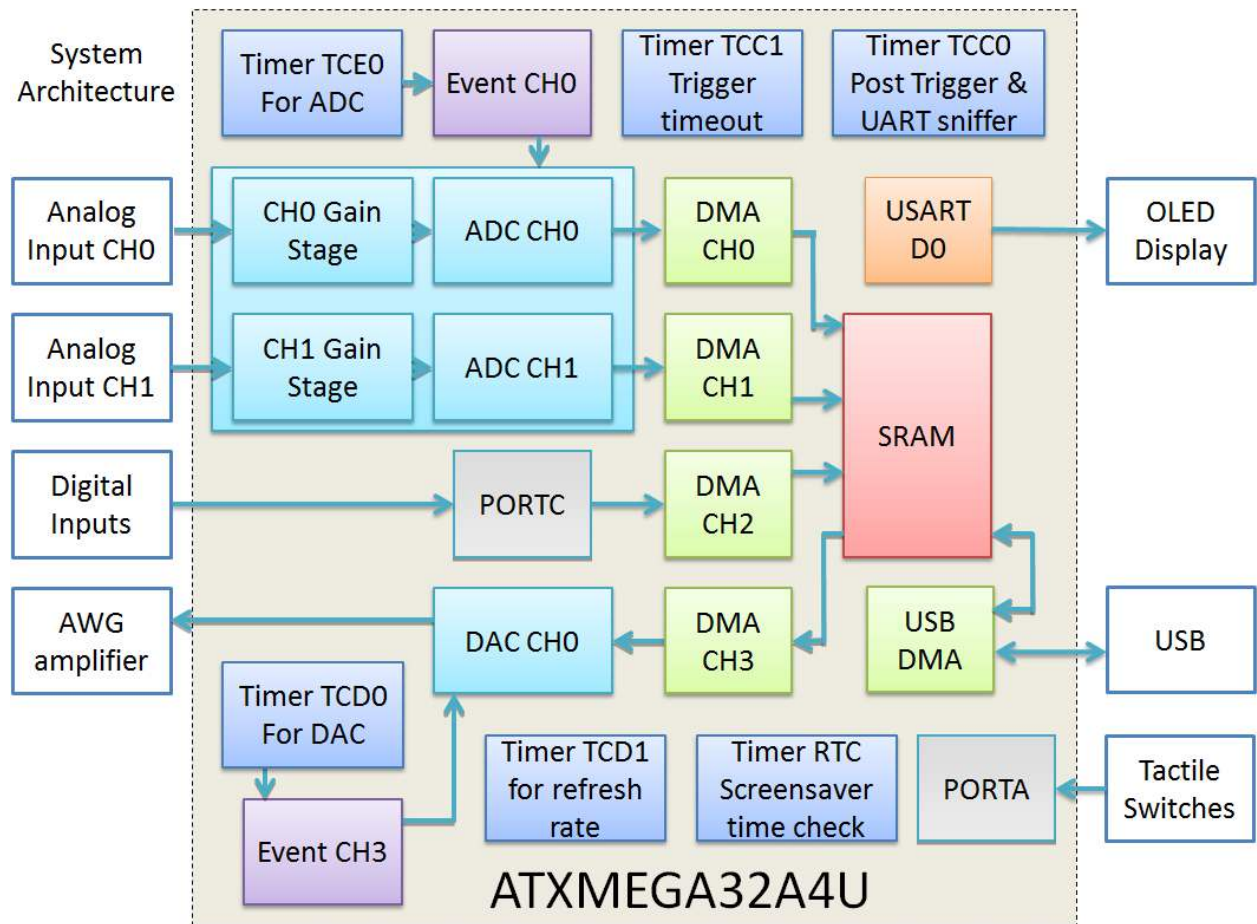 System
Architecture
Timer TCE0
For ADC
Event CH0
Timer TCC1
Trigger
timeout
Timer TCC0
Post Trigger &
UART sniffer
Analog
Input CH0
CH0 Gain
Stage
ADC CH0
DMA
CH0
USART
D0
OLED
Display
Analog
Input CH1
CH1 Gain
Stage
ADC CH1
DMA
CH1
SRAM
Digital
Inputs
PORTC
DMA
CH2
AWG
amplifier
DAC CH0
DMA
CH3
USB
DMA
USB
Timer TCD0
For DAC
Event CH3
Timer TCD1
for refresh
rate
Timer RTC
Screensaver
time check
PORTA
Tactile
Switches
ATXMEGA32A4U